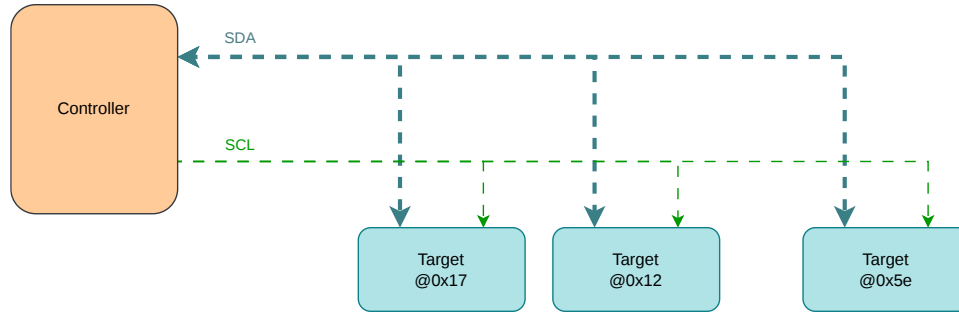 SDA
Controller
SCL
Target
@0x17
Target
@0x12
Target
@0x5e